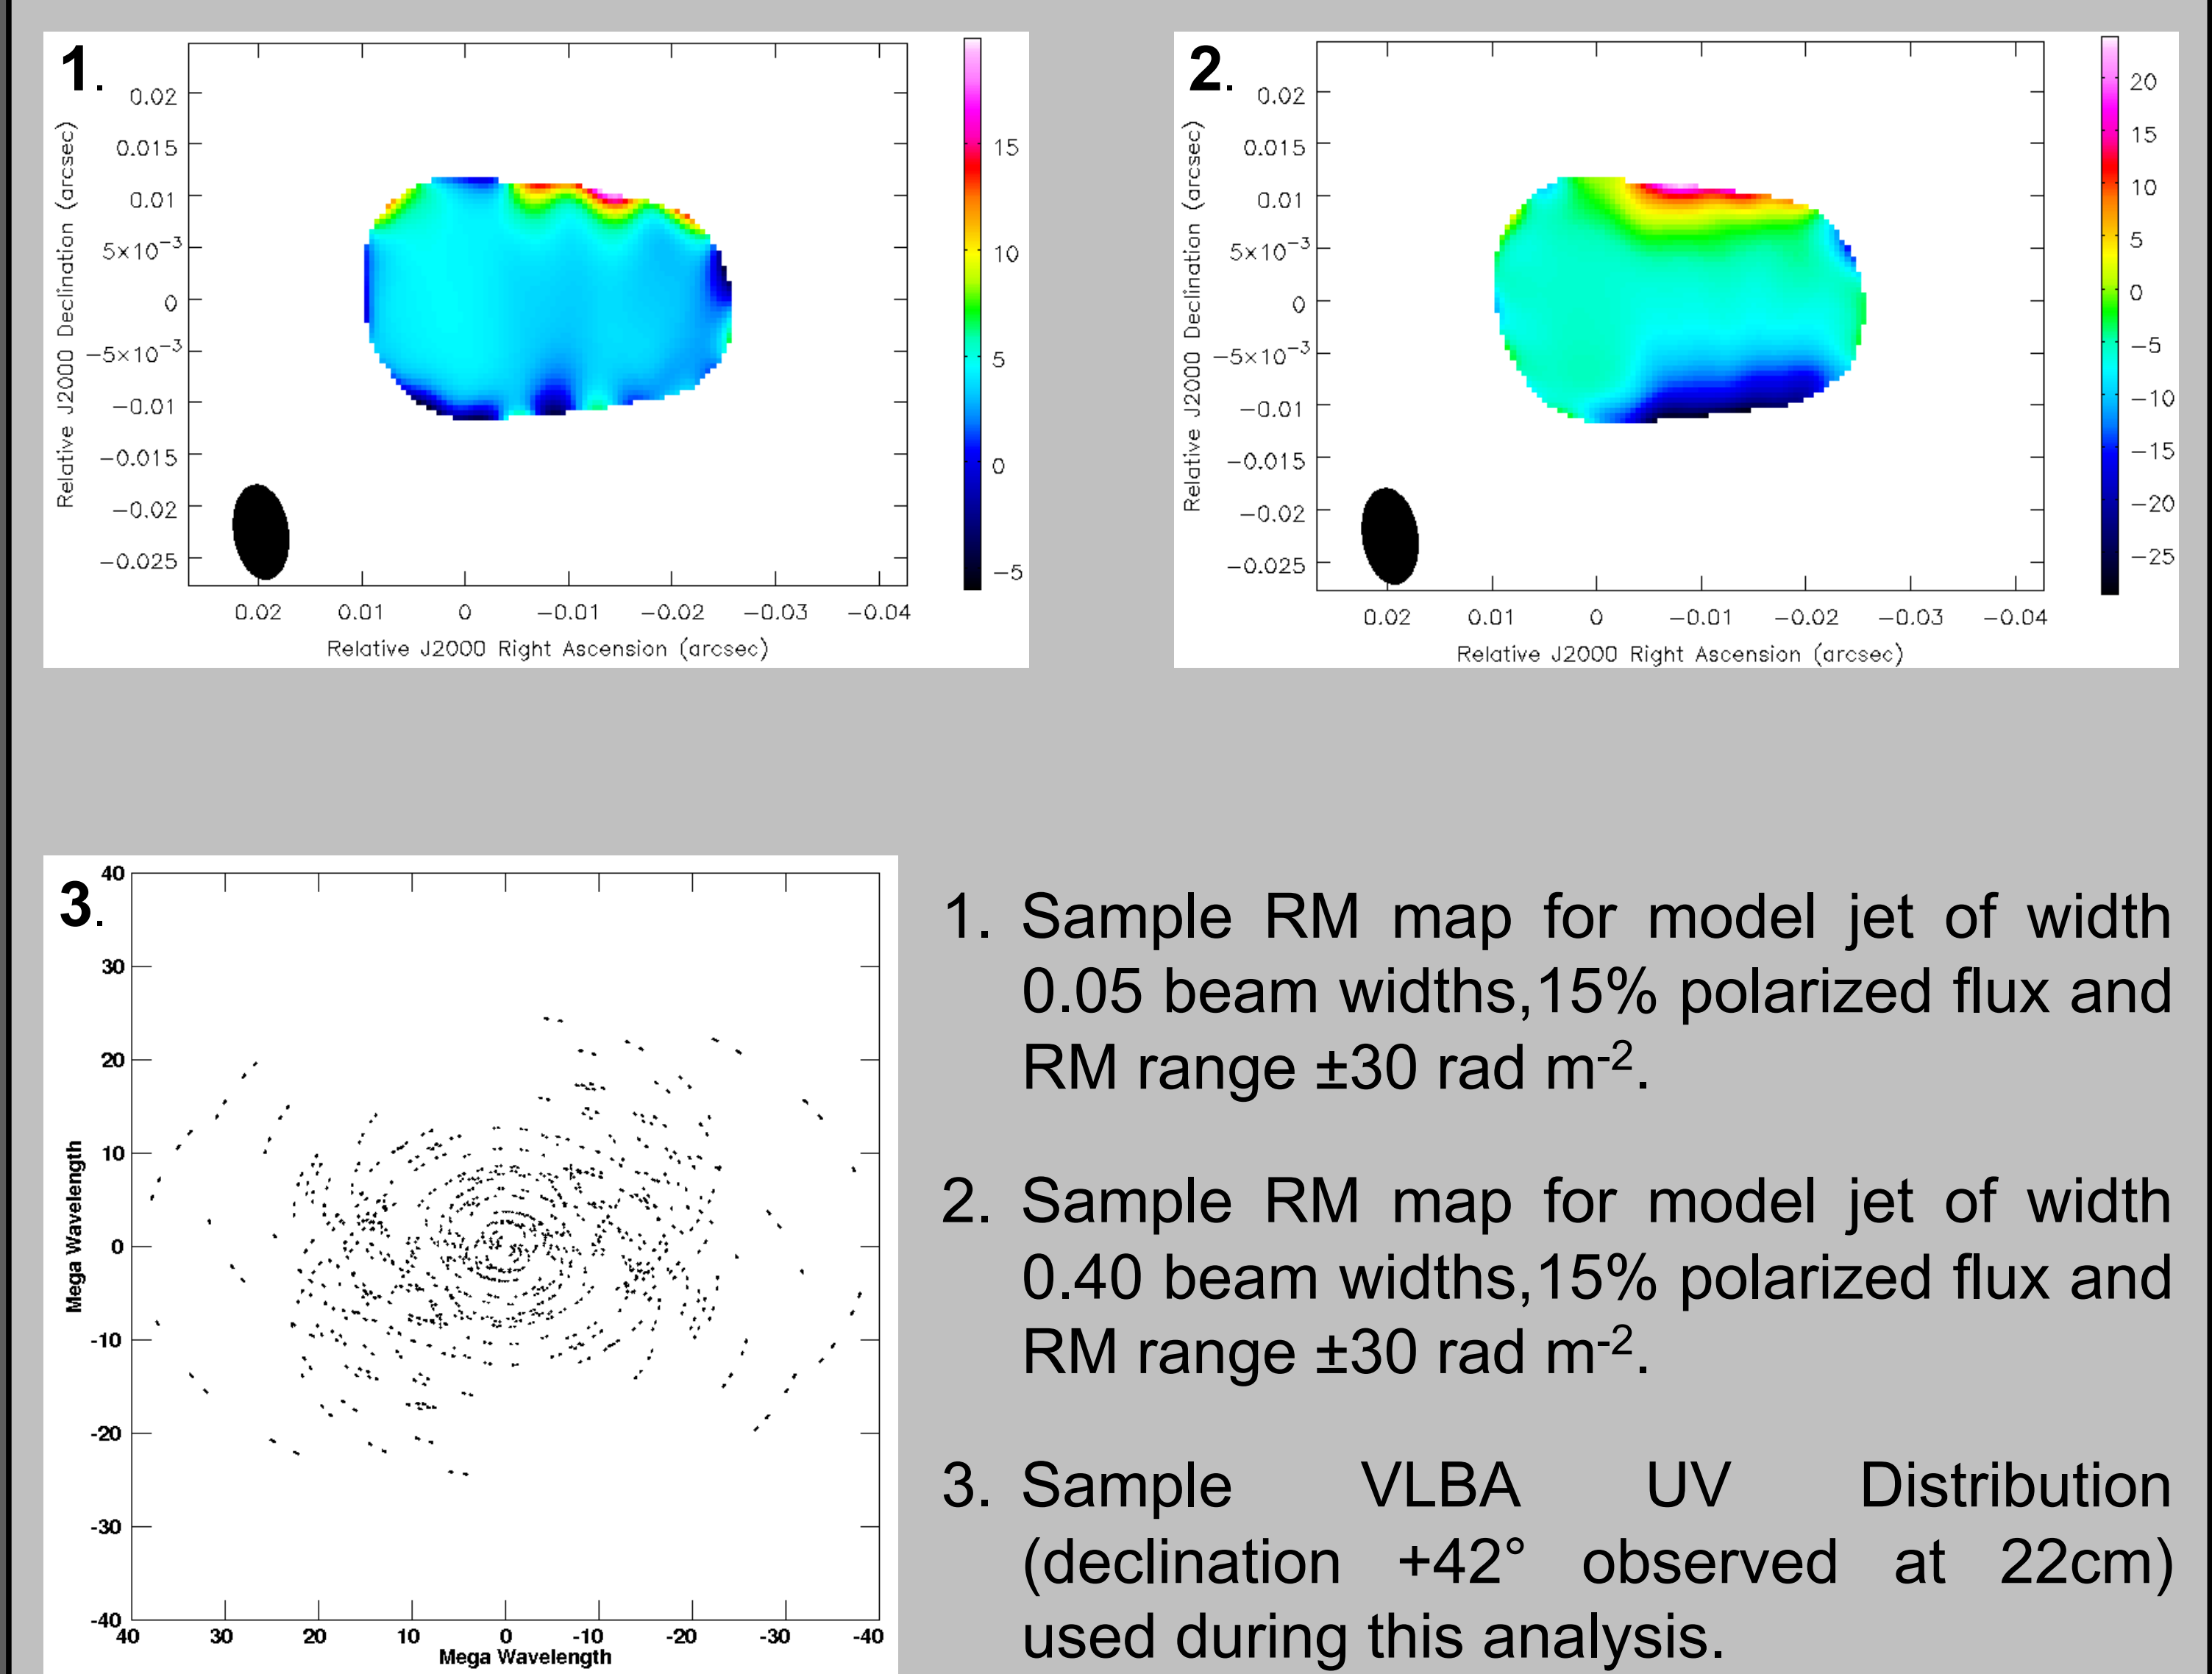 1.
0.02
0.015
0.01
5×10⁻³
0
−5×10⁻³
−0.01
−0.015
−0.02
−0.025
Relative J2000 Declination (arcsec)
0.02 0.01 0 −0.01 −0.02 −0.03 −0.04
Relative J2000 Right Ascension (arcsec)
15
10
5
0
−5
2.
0.02
0.015
0.01
5×10⁻³
0
−5×10⁻³
−0.01
−0.015
−0.02
−0.025
Relative J2000 Declination (arcsec)
0.02 0.01 0 −0.01 −0.02 −0.03 −0.04
Relative J2000 Right Ascension (arcsec)
20
15
10
5
0
−5
−10
−15
−20
−25
3.
40
30
20
10
0
-10
-20
-30
-40
Mega Wavelength
40 30 20 10 0 -10 -20 -30 -40
Mega Wavelength
1. Sample RM map for model jet of width
0.05 beam widths,15% polarized flux and
RM range ±30 rad m⁻².
2. Sample RM map for model jet of width
0.40 beam widths,15% polarized flux and
RM range ±30 rad m⁻².
3. Sample VLBA UV Distribution
(declination +42° observed at 22cm)
used during this analysis.